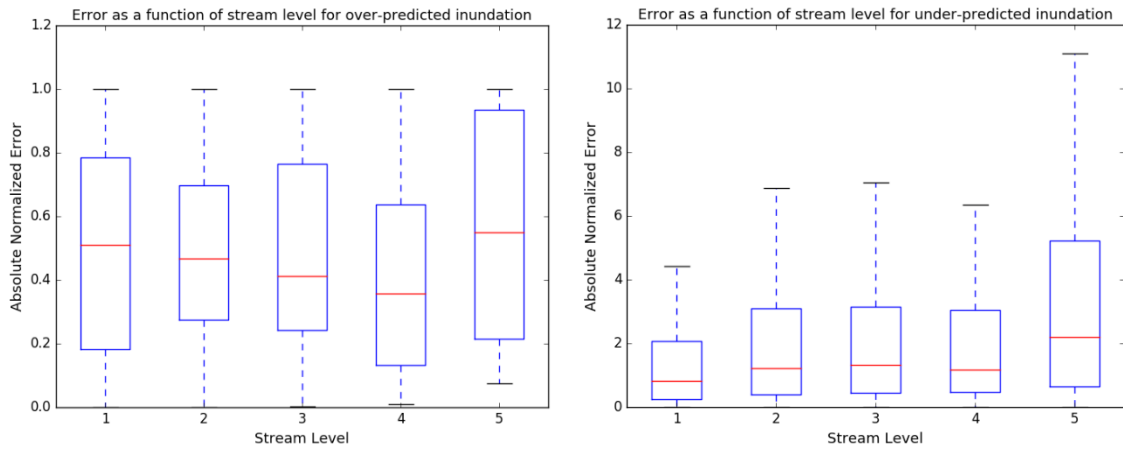 Error as a function of stream level for over-predicted inundation
1.2
1.0
0.8
0.6
0.4
0.2
0.0
Absolute Normalized Error
1 2 3 4 5
Stream Level
Error as a function of stream level for under-predicted inundation
12
10
8
6
4
2
0
Absolute Normalized Error
1 2 3 4 5
Stream Level